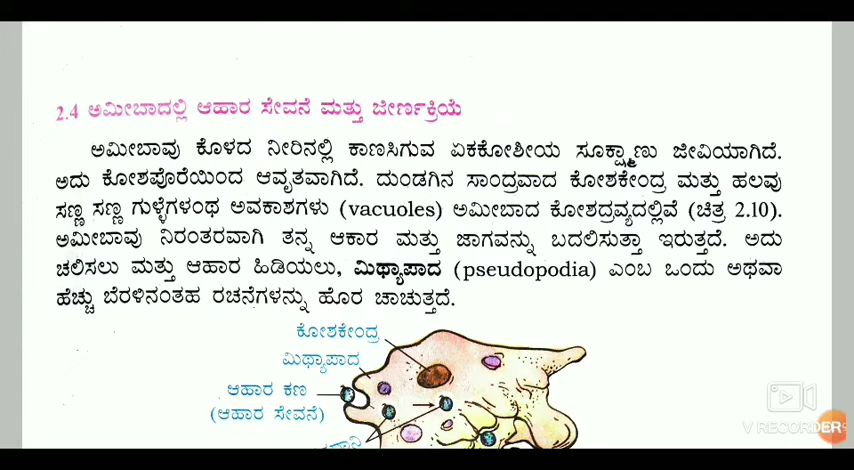 2.4 ಅಮೀಬಾದಲ್ಲಿ ಆಹಾರ ಸೇವನೆ ಮತ್ತು ಜೀರ್ಣಕ್ರಿಯೆ
ಅಮೀಬಾವು ಕೊಳದ ನೀರಿನಲ್ಲಿ ಕಾಣಸಿಗುವ ಏಕಕೋಶೀಯ ಸೂಕ್ಷ್ಮಾಣು ಜೀವಿಯಾಗಿದೆ.
ಅದು ಕೋಶಪೊರೆಯಿಂದ ಆವೃತವಾಗಿದೆ. ದುಂಡಗಿನ ಸಾಂದ್ರವಾದ ಕೋಶಕೇಂದ್ರ ಮತ್ತು ಹಲವು
ಸಣ್ಣ ಸಣ್ಣ ಗುಳ್ಳೆಗಳಂಥ ಅವಕಾಶಗಳು (vacuoles) ಅಮೀಬಾದ ಕೋಶದ್ರವ್ಯದಲ್ಲಿವೆ (ಚಿತ್ರ 2.10).
ಅಮೀಬಾವು ನಿರಂತರವಾಗಿ ತನ್ನ ಆಕಾರ ಮತ್ತು ಜಾಗವನ್ನು ಬದಲಿಸುತ್ತಾ ಇರುತ್ತದೆ. ಅದು
ಚಲಿಸಲು ಮತ್ತು ಆಹಾರ ಹಿಡಿಯಲು, ಮಿಥ್ಯಾಪಾದ (pseudopodia) ಎಂಬ ಒಂದು ಅಥವಾ
ಹೆಚ್ಚು ಬೆರಳಿನಂತಹ ರಚನೆಗಳನ್ನು ಹೊರ ಚಾಚುತ್ತದೆ.
ಕೋಶಕೇಂದ್ರ
ಮಿಥ್ಯಾಪಾದ
ಆಹಾರ ಕಣ
(ಆಹಾರ ಸೇವನೆ)
V RECORDER